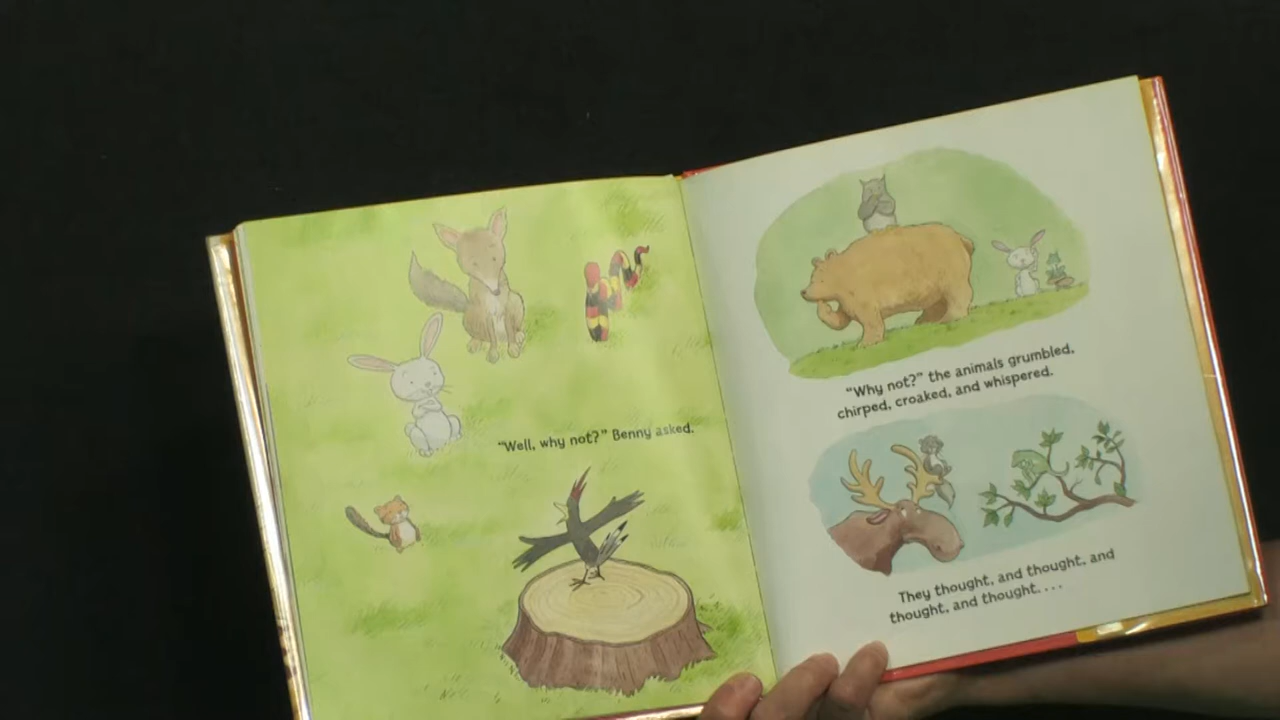 "Well, why not?" Benny asked.
"Why not?" the animals grumbled,
chirped, croaked, and whispered.
They thought, and thought, and
thought, and thought. . . .